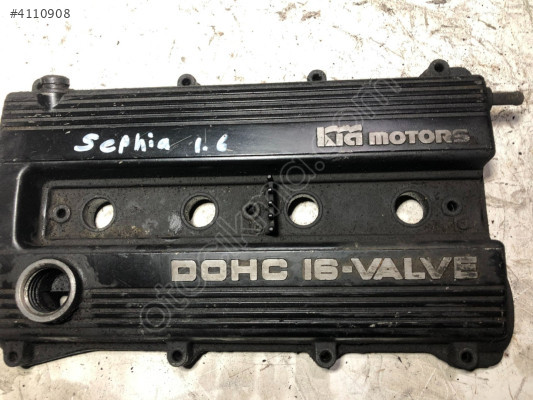 #4110908
Sephia 1.6
kia MOTORS
DOHC 16-VALVE